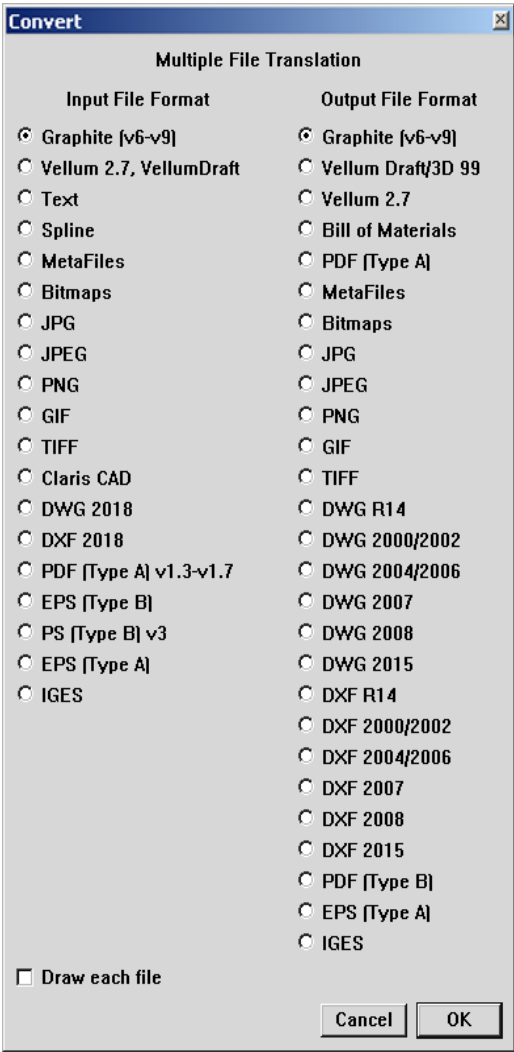 Convert
Multiple File Translation
Input File Format
Graphite (v6-v9)
Vellum 2.7, VellumDraft
Text
Spline
MetaFiles
Bitmaps
JPG
JPEG
PNG
GIF
TIFF
Claris CAD
DWG 2018
DXF 2018
PDF (Type A) v1.3-v1.7
EPS (Type B)
PS (Type B) v3
EPS (Type A)
IGES
Output File Format
Graphite (v6-v9)
Vellum Draft/3D 99
Vellum 2.7
Bill of Materials
PDF (Type A)
MetaFiles
Bitmaps
JPG
JPEG
PNG
GIF
TIFF
DWG R14
DWG 2000/2002
DWG 2004/2006
DWG 2007
DWG 2008
DWG 2015
DXF R14
DXF 2000/2002
DXF 2004/2006
DXF 2007
DXF 2008
DXF 2015
PDF (Type B)
EPS (Type A)
IGES
Draw each file
Cancel
OK